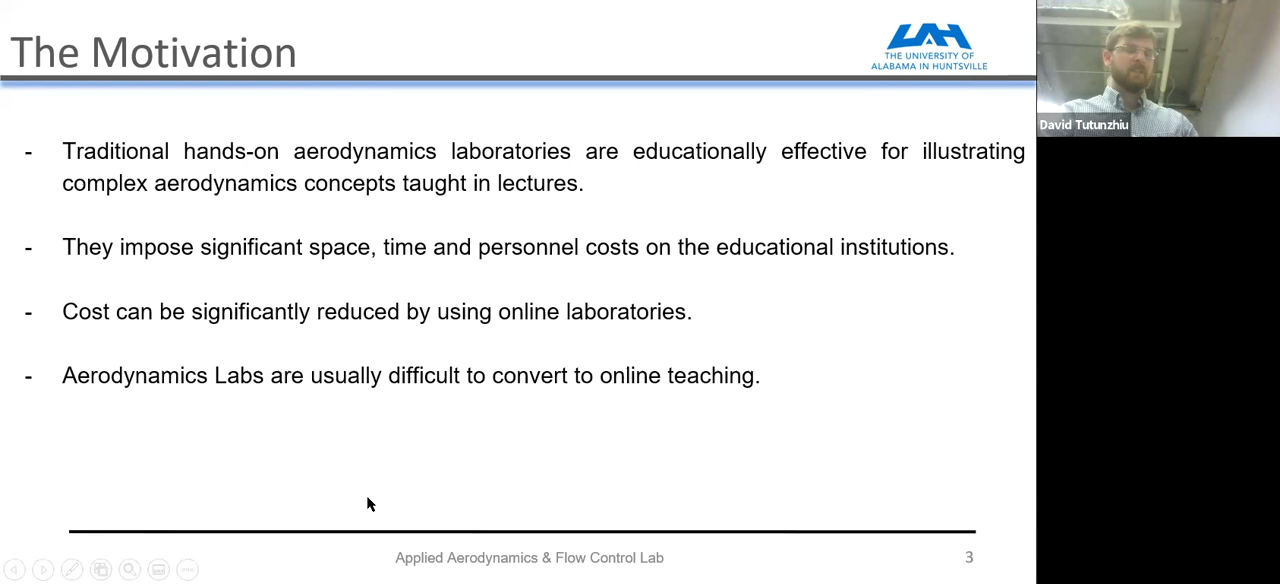 The Motivation
UAH
THE UNIVERSITY OF
ALABAMA IN HUNTSVILLE
David Tutunzhiu
- Traditional hands-on aerodynamics laboratories are educationally effective for illustrating
complex aerodynamics concepts taught in lectures.
- They impose significant space, time and personnel costs on the educational institutions.
- Cost can be significantly reduced by using online laboratories.
- Aerodynamics Labs are usually difficult to convert to online teaching.
Applied Aerodynamics & Flow Control Lab
3